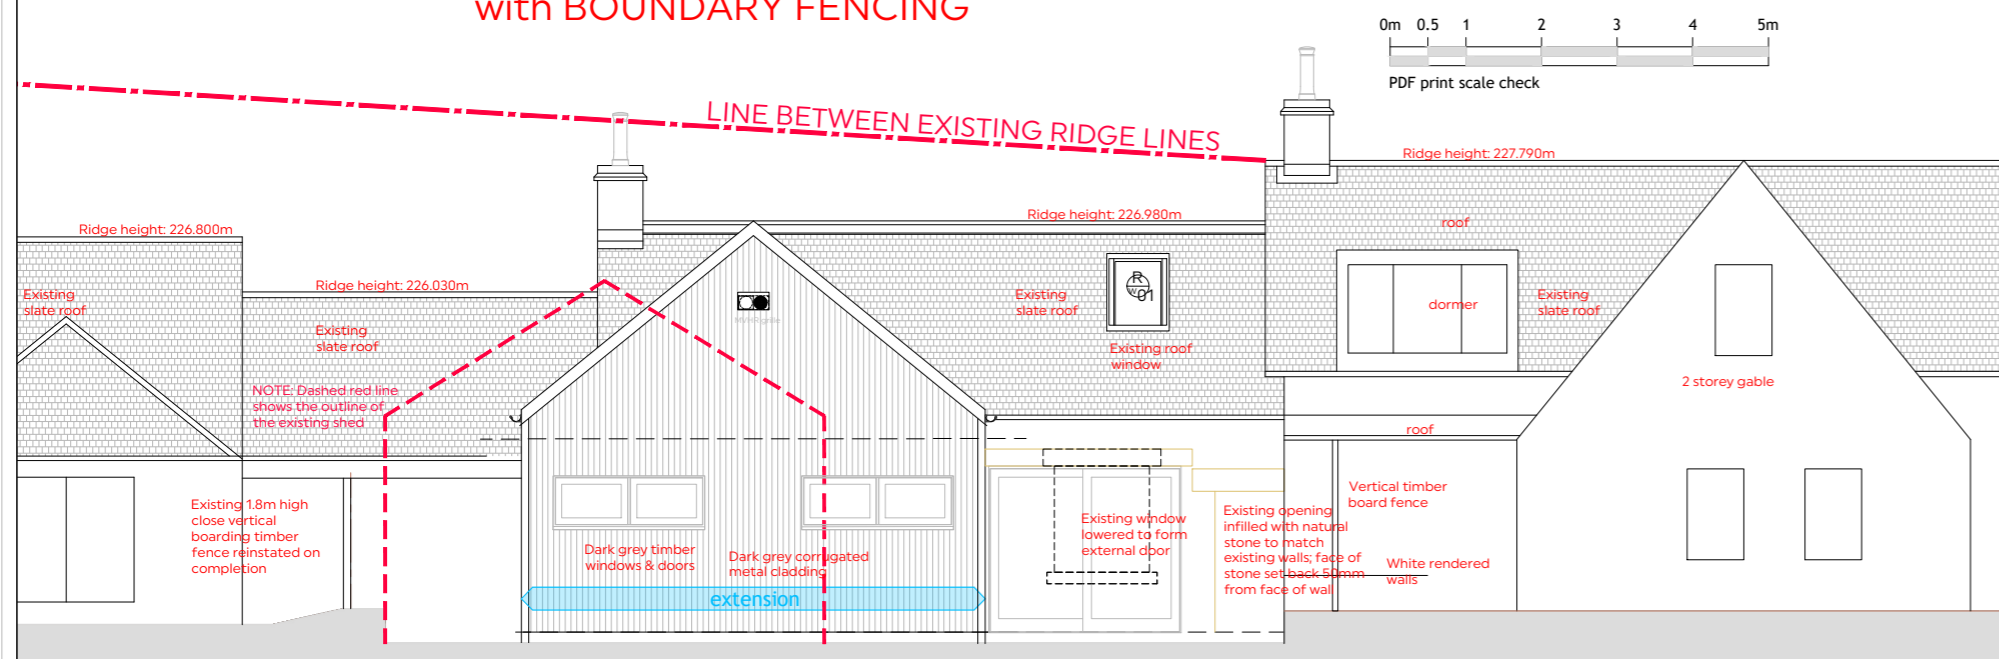 with BOUNDARY FENCING
0m 0.5 1 2 3 4 5m
PDF print scale check
LINE BETWEEN EXISTING RIDGE LINES
Ridge height: 227.790m
Ridge height: 226.980m
Ridge height: 226.800m
Ridge height: 226.030m
roof
Existing
slate roof
Existing
slate roof
Existing
slate roof
R
W
01
dormer
Existing
slate roof
Existing roof
window
2 storey gable
NOTE: Dashed red line
shows the outline of
the existing shed
roof
Existing 1.8m high
close vertical
boarding timber
fence reinstated on
completion
Dark grey timber
windows & doors
Dark grey corrugated
metal cladding
extension
Existing window
lowered to form
external door
Existing opening
infilled with natural
stone to match
existing walls; face of
stone set back 50mm
from face of wall
Vertical timber
board fence
White rendered
walls